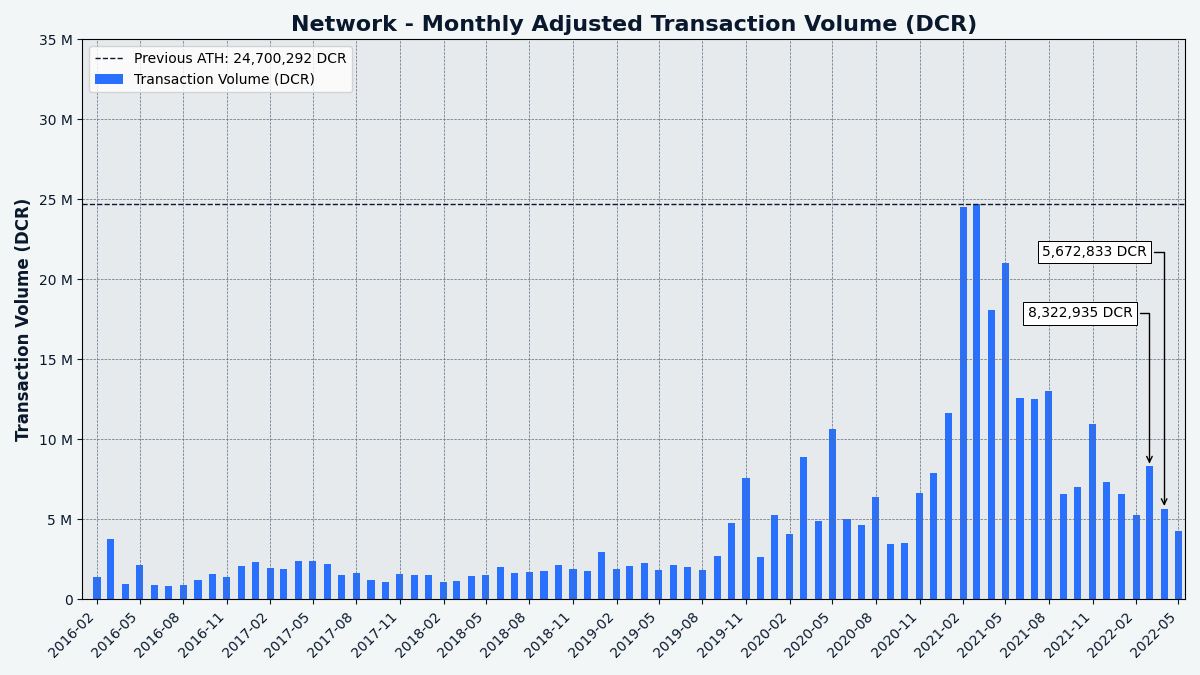 Network - Monthly Adjusted Transaction Volume (DCR)
Previous ATH: 24,700,292 DCR
Transaction Volume (DCR)
Transaction Volume (DCR)
35 M
30 M
25 M
20 M
15 M
10 M
5 M
0
5,672,833 DCR
8,322,935 DCR
2016-02
2016-05
2016-08
2016-11
2017-02
2017-05
2017-08
2017-11
2018-02
2018-05
2018-08
2018-11
2019-02
2019-05
2019-08
2019-11
2020-02
2020-05
2020-08
2020-11
2021-02
2021-05
2021-08
2021-11
2022-02
2022-05